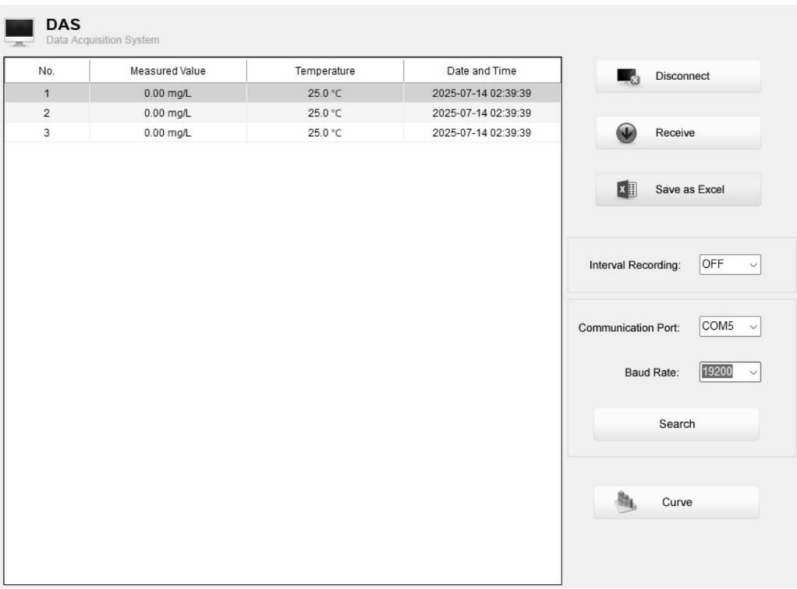 DAS
Data Acquisition System
No. Measured Value Temperature Date and Time
1 0.00 mg/L 25.0 °C 2025-07-14 02:39:39
2 0.00 mg/L 25.0 °C 2025-07-14 02:39:39
3 0.00 mg/L 25.0 °C 2025-07-14 02:39:39
Disconnect
Receive
Save as Excel
Interval Recording: OFF
Communication Port: COM5
Baud Rate: 19200
Search
Curve